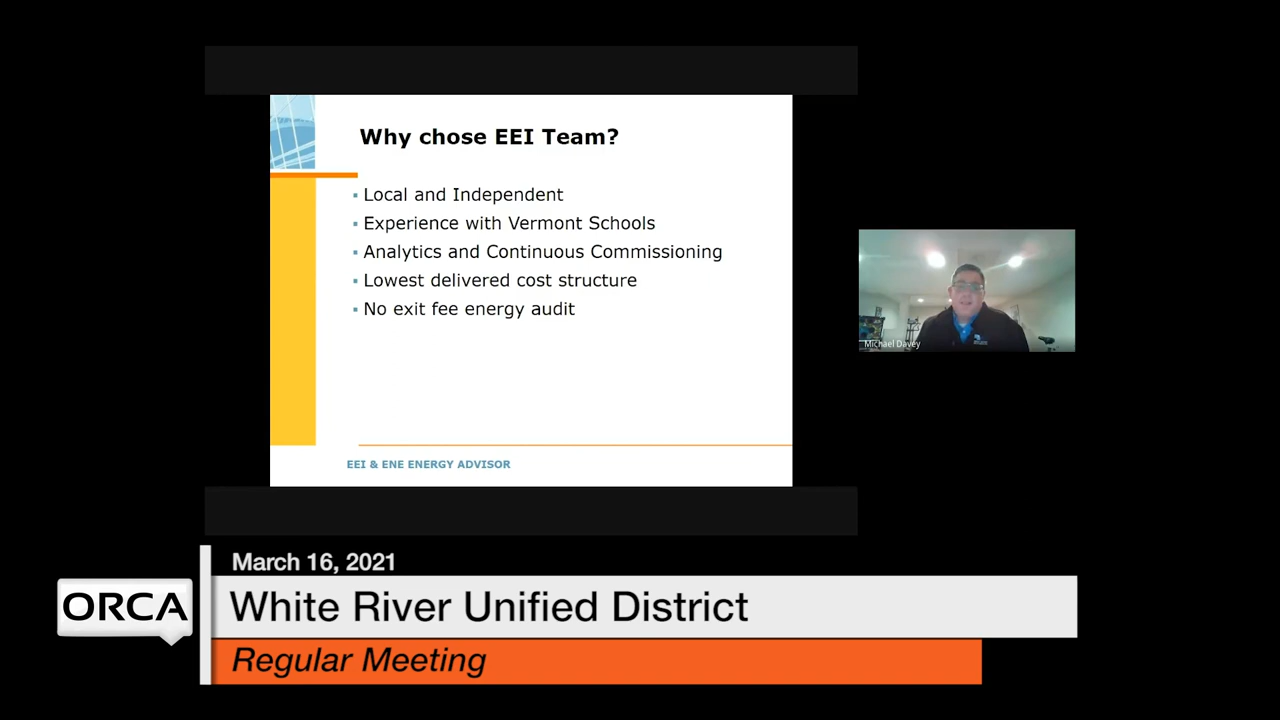 Why chose EEI Team?
▪ Local and Independent
▪ Experience with Vermont Schools
▪ Analytics and Continuous Commissioning
▪ Lowest delivered cost structure
▪ No exit fee energy audit
EEI & ENE ENERGY ADVISOR
Michael Davey
March 16, 2021
ORCA
White River Unified District
Regular Meeting